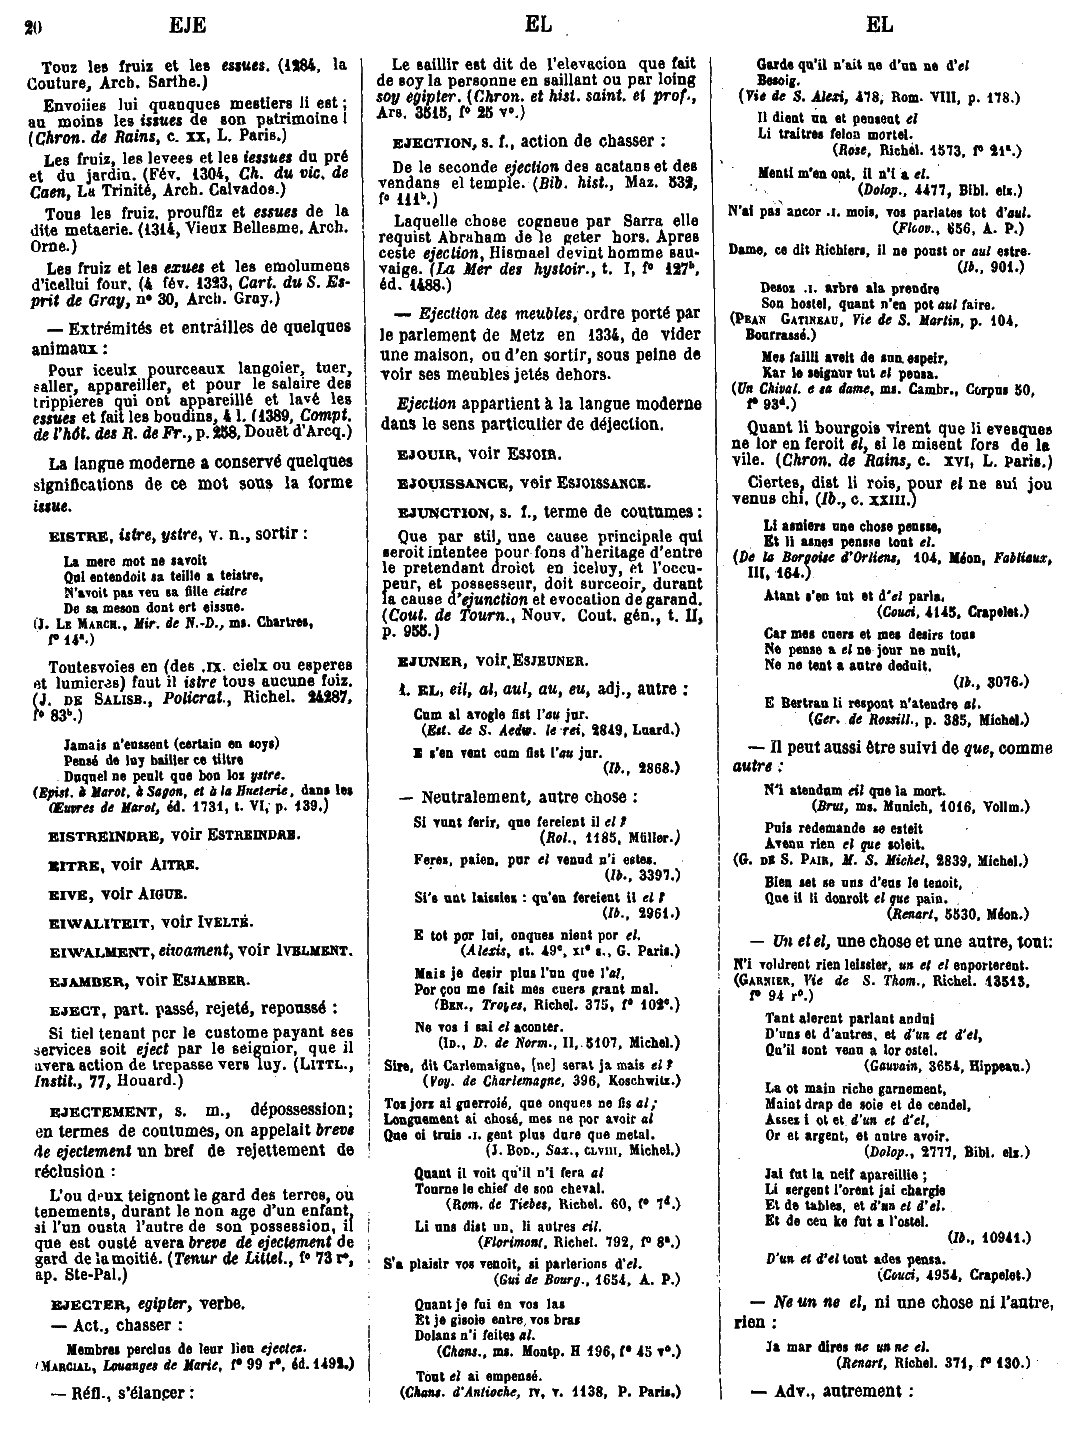 20 EJE EL EL
Touz les fruiz et les essues. (1284, la
Couture, Arch. Sarthe.)
Envoiies lui quanques mestiers li est ;
au moins les issues de son patrimoine !
(Chron. de Rains, c. XX, L. Paris.)
Les fruiz, les levees et les iessues du pré
et du jardin. (Fév. 1304, Ch. du vic. de
Caen, La Trinité, Arch. Calvados.)
Tous les fruiz, prouffiz et essues de la
dite metaerie. (1314, Vieux Bellesme, Arch.
Orne.)
Les fruiz et les exues et les emolumens
d'icellui four. (4 fév. 1323, Cart. du S. Es-
prit de Gray, n° 30, Arch. Gray.)
— Extrémités et entrailles de quelques
animaux :
Pour iceulx pourceaux langoier, tuer,
saller, appareiller, et pour le salaire des
trippieres qui ont appareillé et lavé les
essues et fait les boudins, 4 l. (1389, Compt.
de l'hôt. des R. de Fr., p. 258, Douët d'Arcq.)
La langue moderne a conservé quelques
significations de ce mot sous la forme
issue.
EISTRE, istre, ystre, v. n., sortir :
La mere mot ne savoit
Qui entendoit sa teille a teistre,
N'avoit pas veu sa fille eistre
De sa meson dont ert eissue.
(J. LE MARCH., Mir. de N.-D., ms. Chartres,
f° 14ª.)
Toutesvoies en (des .IX. cielx ou esperes
et lumieres) faut il istre tous aucune foiz.
(J. DE SALISB., Policrat., Richel. 24287,
f° 83ᵇ.)
Jamais n'eussent (certain en soys)
Pensé de luy bailler ce tiltre
Duquel ne peult que bon los ystre.
(Epist. à Marot, à Sagon, et à la Hueterie, dans les
Œuvres de Marot, éd. 1731, t. VI, p. 139.)
EISTREINDRE, voir ESTREINDRE.
EITRE, voir AITRE.
EIVE, voir AIGUE.
EIWALITEIT, voir IVELTÉ.
EIWALMENT, eiwament, voir IVELMENT.
EJAMBER, voir ESJAMBER.
EJECT, part. passé, rejeté, repoussé :
Si tiel tenant per le custome payant ses
services soit eject par le seignior, que il
avera action de trepasse vers luy. (LITTL.,
Instit., 77, Houard.)
EJECTEMENT, s. m., dépossession;
en termes de coutumes, on appelait breve
de ejectement un bref de rejettement de
réclusion :
L'ou deux teignont le gard des terres, ou
tenements, durant le non age d'un enfant,
si l'un ousta l'autre de son possession, il
que est ousté avera breve de ejectement de
gard de la moitié. (Tenur de Littel., f° 73 r°,
ap. Ste-Pal.)
EJECTER, egipter, verbe.
— Act., chasser :
Membres perclus de leur lieu ejectez.
(MARCIAL, Louanges de Marie, f° 99 r°, éd. 1492.)
— Réfl., s'élançer :
Le saillir est dit de l'elevacion que fait
de soy la personne en saillant ou par loing
soy egipter. (Chron. et hist. saint. et prof.,
Ars. 3515, f° 25 v°.)
EJECTION, s. f., action de chasser :
De le seconde ejection des acatans et des
vendans el temple. (Bib. hist., Maz. 532,
f° 111ᵇ.)
Laquelle chose cogneue par Sarra elle
requist Abraham de le geter hors. Apres
ceste ejection, Hismael devint homme sau-
vaige. (La Mer des hystoir., t. I, f° 127ᵇ,
éd. 1488.)
— Ejection des meubles, ordre porté par
le parlement de Metz en 1334, de vider
une maison, ou d'en sortir, sous peine de
voir ses meubles jetés dehors.
Ejection appartient à la langue moderne
dans le sens particulier de déjection.
EJOUIR, voir ESJOIR.
EJOUISSANCE, voir ESJOISSANCE.
EJUNCTION, s. f., terme de coutumes :
Que par stil, une cause principale qui
seroit intentee pour fons d'heritage d'entre
le pretendant droict en iceluy, et l'occu-
peur, et possesseur, doit surceoir, durant
la cause d'ejunction et evocation de garand.
(Cout. de Tourn., Nouv. Cout. gén., t. II,
p. 955.)
EJUNER, voir ESJEUNER.
1. EL, eil, al, aul, au, eu, adj., autre :
Cum al avogle fist l'au jur.
(Est. de S. Aedw. le rei, 2849, Luard.)
E s'en vent cum fist l'au jur.
(Ib., 2868.)
— Neutralement, autre chose :
Si vunt ferir, que fereient il el ?
(Rol., 1185, Müller.)
Feres, paien, pur el venud n'i estes.
(Ib., 3397.)
Si's unt laissies : qu'en fereient il el ?
(Ib., 2961.)
E tot por lui, onques nient por el.
(Alexis, st. 49ᵉ, XIᵉ s., G. Paris.)
Mais je desir plus l'un que l'al,
Por çou me fait mes cuers grant mal.
(BEN., Troyes, Richel. 375, f° 102ᵉ.)
Ne vos i sai el aconter.
(ID., D. de Norm., II, 5107, Michel.)
Sire, dit Carlemaigne, [ne] serat ja mais el ?
(Voy. de Charlemagne, 396, Koschwitz.)
Tos jorz ai guerroié, que onques ne fis al;
Longuement ai chosé, mes ne por avoir al
Que oi truis .I. gent plus dure que metal.
(J. BOD., Sax., CLVIII, Michel.)
Quant il voit qu'il n'i fera al
Tourne le chief de son cheval.
(Rom. de Tiebes, Richel. 60, f° 7ᵈ.)
Li uns dist un, li autres eil.
(Florimont, Richel. 792, f° 8ª.)
S'a plaisir vos venoit, si parlerions d'el.
(Gui de Bourg., 1654, A. P.)
Quant je fui en vos las
Et je gisoie entre vos bras
Dolans n'i feites al.
(Chans., ms. Montp. H 196, f° 45 v°.)
Tout el ai empensé.
(Chans. d'Antioche, IV, v. 1138, P. Paris.)
Garde qu'il n'ait ne d'un ne d'el
Besoig.
(Vie de S. Alexi, 478, Rom. VIII, p. 178.)
Il dient un et pensent el
Li traitres felon mortel.
(Rose, Richel. 1573, f° 21ª.)
Menti m'en ont, il n'i a el.
(Dolop., 4477, Bibl. elz.)
N'ai pas ancor .I. mois, vos parlates tot d'aul.
(Floov., 656, A. P.)
Dame, ce dit Richiers, il ne poust or aul estre.
(Ib., 901.)
Desoz .I. arbre ala prendre
Son hostel, quant n'en pot aul faire.
(PEAN GATINEAU, Vie de S. Martin, p. 104,
Bourrassé.)
Mes failli aveit de sun espeir,
Kar le seignur tut el pensa.
(Un Chival. e sa dame, ms. Cambr., Corpus 50,
f° 93ᵈ.)
Quant li bourgois virent que li evesques
ne lor en feroit el, si le misent fors de la
vile. (Chron. de Rains, c. XVI, L. Paris.)
Ciertes, dist li rois, pour el ne sui jou
venus chi. (Ib., c. XXIII.)
Li asniers une chose pensse,
Et li asnes pensse tout el.
(De la Borgoise d'Orliens, 104, Méon, Fabliaux,
III, 164.)
Atant s'en tut et d'el parla.
(Couci, 4145, Crapelet.)
Car mes cuers et mes desirs tous
Ne pense a el ne jour ne nuit,
Ne ne tent a autre deduit.
(Ib., 3076.)
E Bertran li respont n'atendre al.
(Ger. de Rossill., p. 385, Michel.)
— Il peut aussi être suivi de que, comme
autre :
N'i atendum eil que la mort.
(Brut, ms. Munich, 1016, Vollm.)
Puis redemande se esteit
Avenu rien el que soleit.
(G. DE S. PAIR, M. S. Michel, 2839, Michel.)
Bien set se uns d'eus le tenoit,
Que il li donroit el que pain.
(Renart, 5530, Méon.)
— Un et el, une chose et une autre, tout:
N'i voldrent rien leissier, un et el enporterent.
(GARNIER, Vie de S. Thom., Richel. 13513,
f° 94 r°.)
Tant alerent parlant andui
D'uns et d'autres, et d'un et d'el,
Qu'il sont venu a lor ostel.
(Gauvain, 3654, Hippeau.)
La ot main riche garnement,
Maint drap de soie et de cendel,
Asses i ot et d'un et d'el,
Or et argent, et autre avoir.
(Dolop., 2777, Bibl. elz.)
Jai fut la neif apareillie ;
Li sergent l'orent jai chargie
Et de tables, et d'un et d'el.
Et de ceu ke fut a l'ostel.
(Ib., 10941.)
D'un et d'el tout ades pensa.
(Couci, 4954, Crapelet.)
— Ne un ne el, ni une chose ni l'autre,
rien :
Ja mar dires ne un ne el.
(Renart, Richel. 371, f° 130.)
— Adv., autrement :